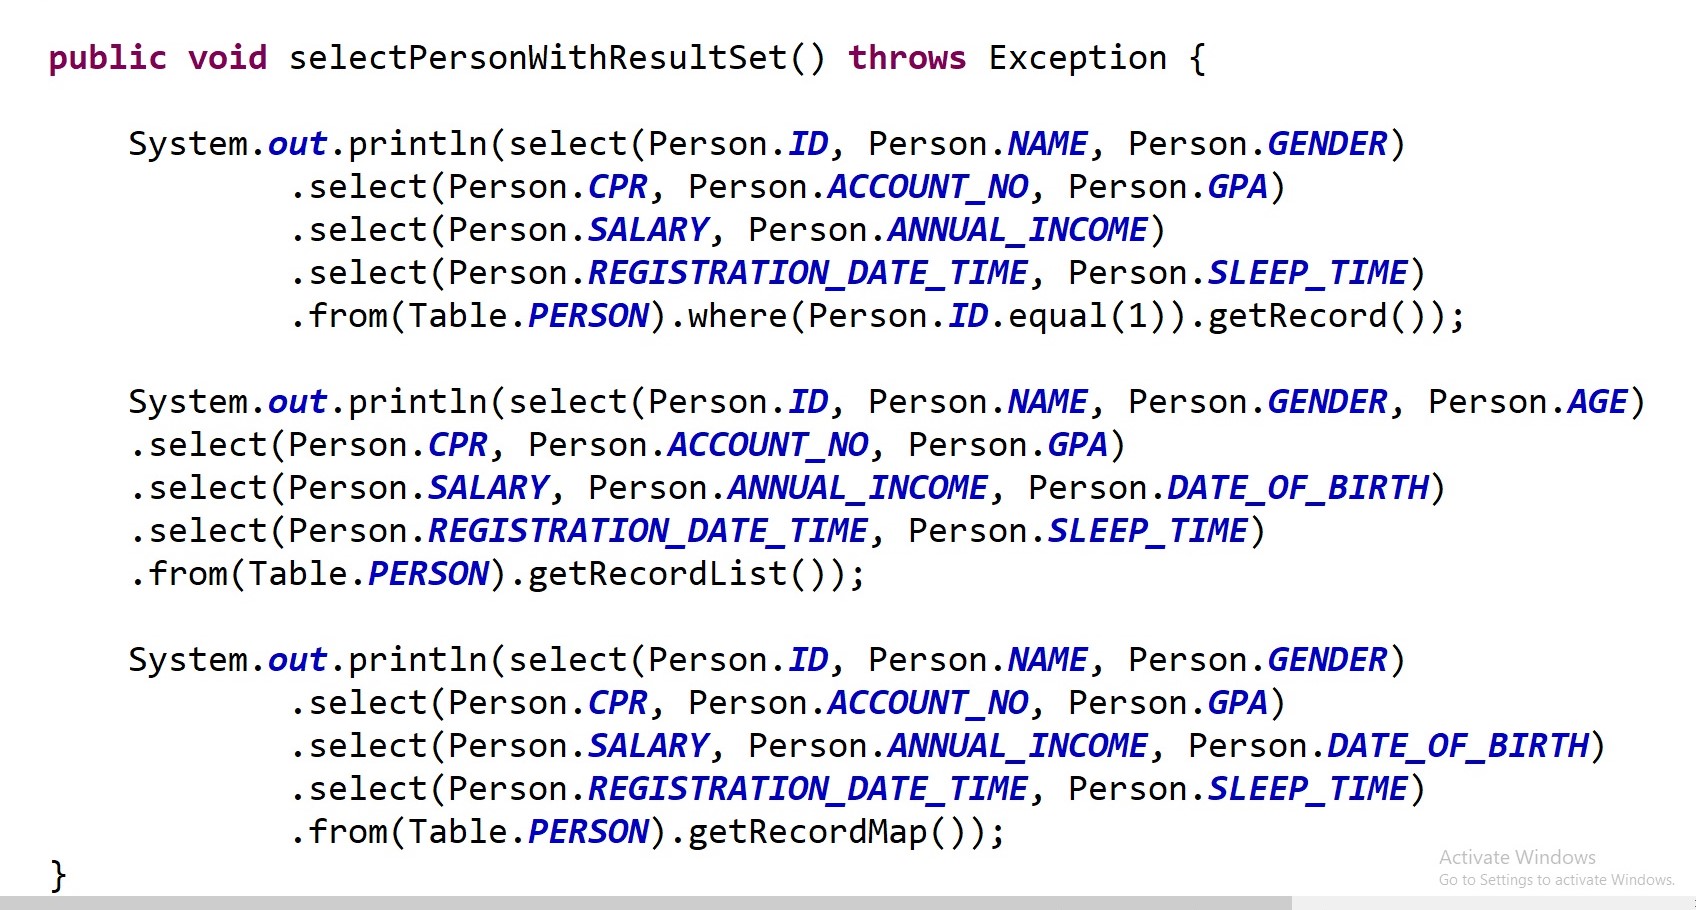 public void selectPersonWithResultSet() throws Exception {
System.out.println(select(Person.ID, Person.NAME, Person.GENDER)
.select(Person.CPR, Person.ACCOUNT_NO, Person.GPA)
.select(Person.SALARY, Person.ANNUAL_INCOME)
.select(Person.REGISTRATION_DATE_TIME, Person.SLEEP_TIME)
.from(Table.PERSON).where(Person.ID.equal(1)).getRecord());
System.out.println(select(Person.ID, Person.NAME, Person.GENDER, Person.AGE)
.select(Person.CPR, Person.ACCOUNT_NO, Person.GPA)
.select(Person.SALARY, Person.ANNUAL_INCOME, Person.DATE_OF_BIRTH)
.select(Person.REGISTRATION_DATE_TIME, Person.SLEEP_TIME)
.from(Table.PERSON).getRecordList());
System.out.println(select(Person.ID, Person.NAME, Person.GENDER)
.select(Person.CPR, Person.ACCOUNT_NO, Person.GPA)
.select(Person.SALARY, Person.ANNUAL_INCOME, Person.DATE_OF_BIRTH)
.select(Person.REGISTRATION_DATE_TIME, Person.SLEEP_TIME)
.from(Table.PERSON).getRecordMap());
}
Activate Windows
Go to Settings to activate Windows.